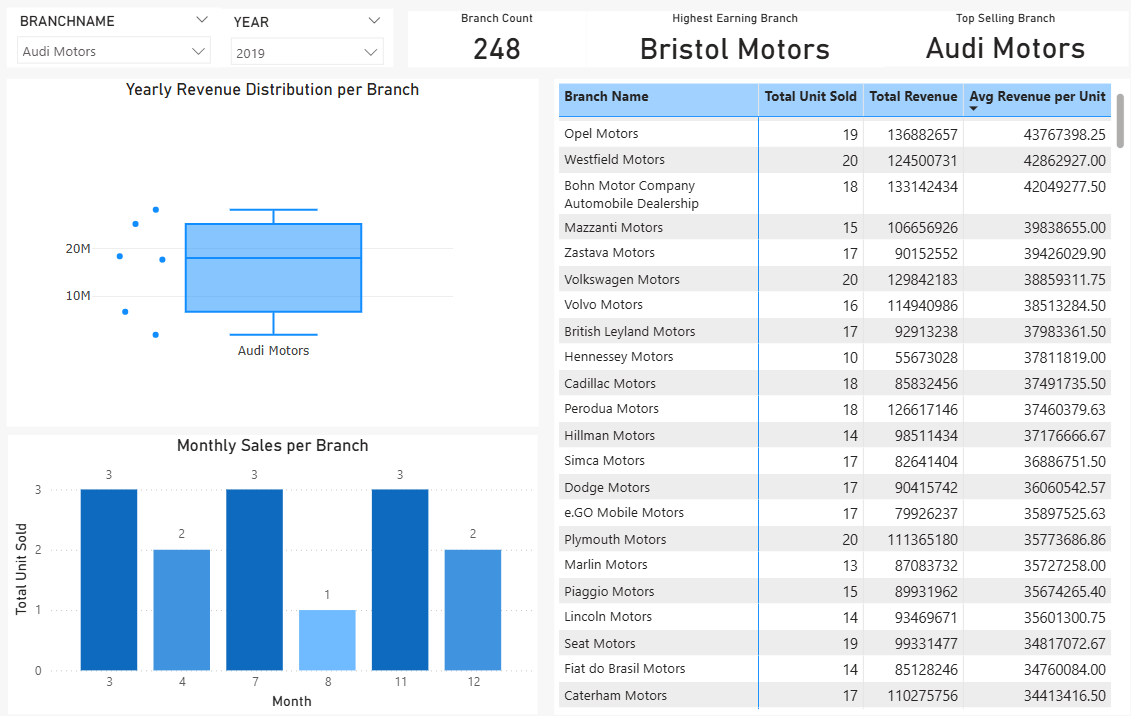 BRANCHNAME
Audi Motors
YEAR
2019
Branch Count
248
Highest Earning Branch
Bristol Motors
Top Selling Branch
Audi Motors
Yearly Revenue Distribution per Branch
20M
10M
Audi Motors
Monthly Sales per Branch
Total Unit Sold
3
2
1
0
3
2
3
1
3
2
3 4 7 8 11 12
Month
Branch Name Total Unit Sold Total Revenue Avg Revenue per Unit
Opel Motors 19 136882657 43767398.25
Westfield Motors 20 124500731 42862927.00
Bohn Motor Company 18 133142434 42049277.50
Automobile Dealership
Mazzanti Motors 15 106656926 39838655.00
Zastava Motors 17 90152552 39426029.90
Volkswagen Motors 20 129842183 38859311.75
Volvo Motors 16 114940986 38513284.50
British Leyland Motors 17 92913238 37983361.50
Hennessey Motors 10 55673028 37811819.00
Cadillac Motors 18 85832456 37491735.50
Perodua Motors 18 126617146 37460379.63
Hillman Motors 14 98511434 37176666.67
Simca Motors 17 82641404 36886751.50
Dodge Motors 17 90415742 36060542.57
e.GO Mobile Motors 17 79926237 35897525.63
Plymouth Motors 20 111365180 35773686.86
Marlin Motors 13 87083732 35727258.00
Piaggio Motors 15 89931962 35674265.40
Lincoln Motors 14 93469671 35601300.75
Seat Motors 19 99331477 34817072.67
Fiat do Brasil Motors 14 85128246 34760084.00
Caterham Motors 17 110275756 34413416.50